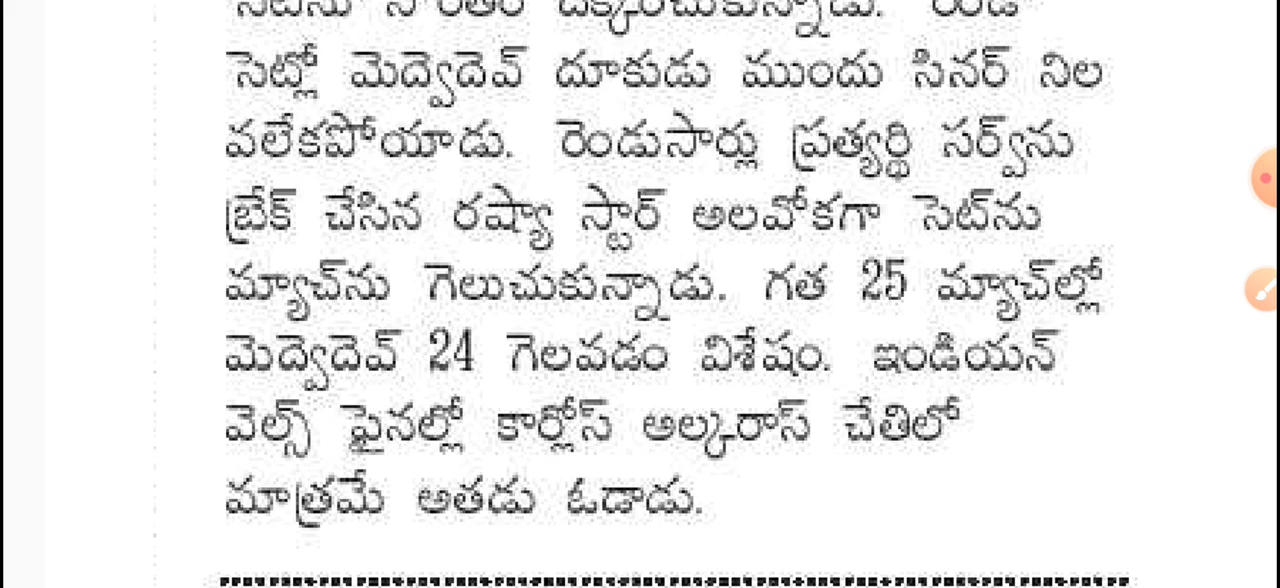 సెట్‌ను సొంతం దక్కించుకున్నాడు. రెండో
సెట్లో మెద్వెదెవ్ దూకుడు ముందు సినర్ నిల
వలేకపోయాడు. రెండుసార్లు ప్రత్యర్థి సర్వ్‌ను
బ్రేక్ చేసిన రష్యా స్టార్ అలవోకగా సెట్‌ను
మ్యాచ్‌ను గెలుచుకున్నాడు. గత 25 మ్యాచ్‌ల్లో
మెద్వెదెవ్ 24 గెలవడం విశేషం. ఇండియన్
వెల్స్ ఫైనల్లో కార్లోస్ అల్కరాస్ చేతిలో
మాత్రమే అతడు ఓడాడు.